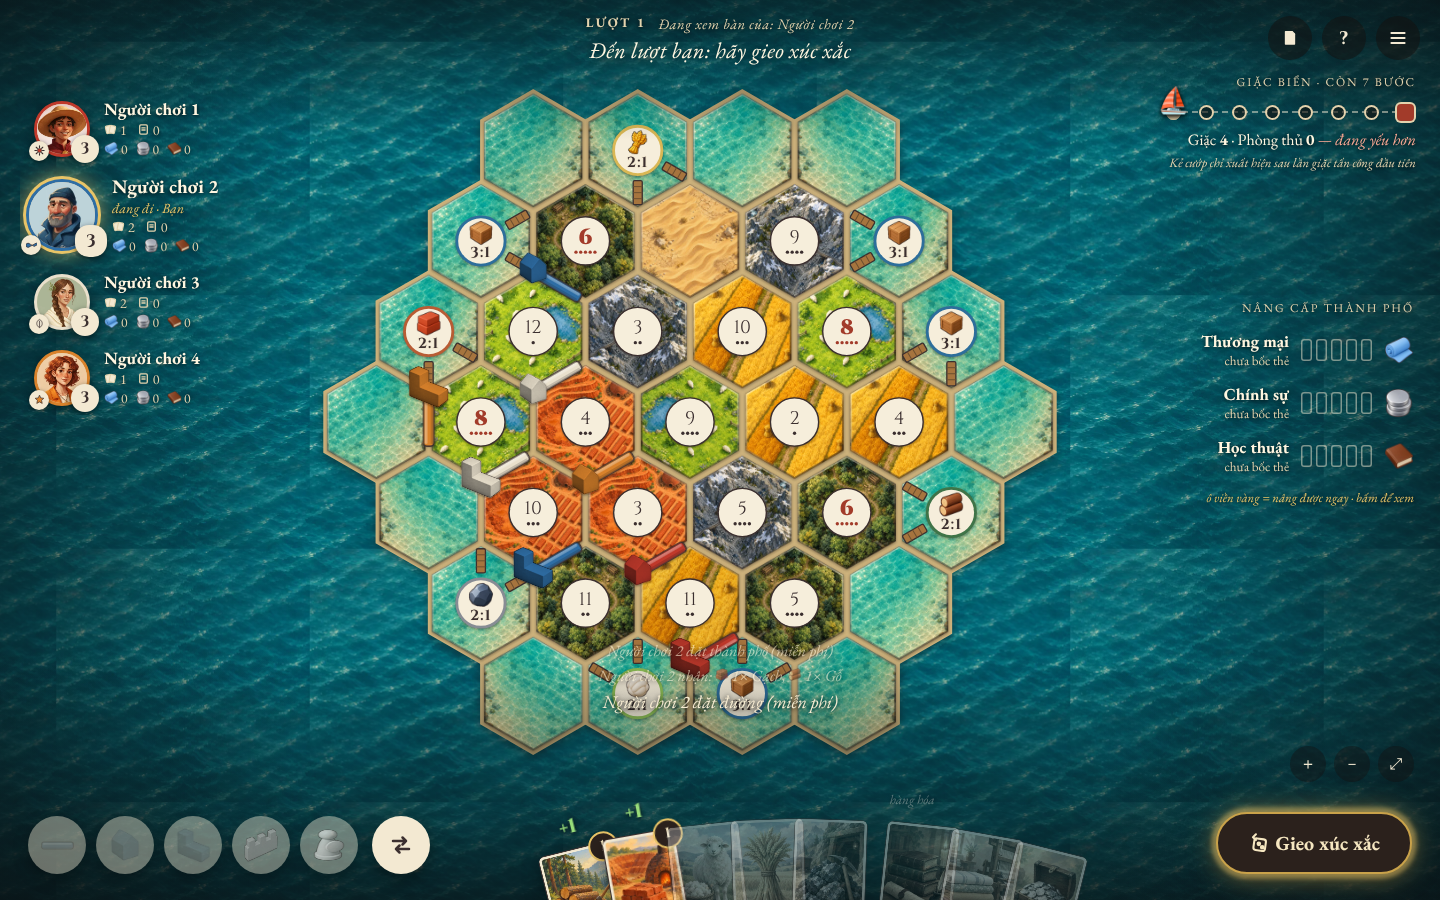 LƯỢT 1 Đang xem bàn của: Người chơi 2
Đến lượt bạn: hãy gieo xúc xắc
?
GIẶC BIỂN · CÒN 7 BƯỚC
Giặc 4 · Phòng thủ 0 — đang yếu hơn
Kẻ cướp chỉ xuất hiện sau lần giặc tấn công đầu tiên
Người chơi 1
1 0
0 0 0
3
Người chơi 2
đang đi · Bạn
2 0
0 0 0
3
Người chơi 3
2 0
0 0 0
3
Người chơi 4
1 0
0 0 0
3
NÂNG CẤP THÀNH PHỐ
Thương mại
chưa bốc thẻ
Chính sự
chưa bốc thẻ
Học thuật
chưa bốc thẻ
ô viền vàng = nâng được ngay · bấm để xem
2:1
3:1 6 9 3:1
2:1 12 3 10 8 3:1
8 4 9 2 4
10 3 5 6 2:1
2:1 11 11 5
Người chơi 2 đặt thành phố (miễn phí)
Người chơi 2 nhận: 1× Gạch 1× Gỗ
Người chơi 2 đặt đường (miễn phí)
+ −
hàng hóa
+1 +1
Gieo xúc xắc